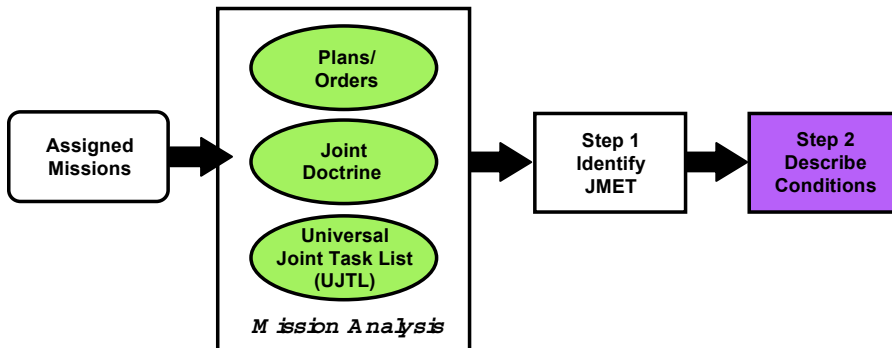 Assigned
Missions
Plans/
Orders
Joint
Doctrine
Universal
Joint Task List
(UJTL)
Mission Analysis
Step 1
Identify
JMET
Step 2
Describe
Conditions